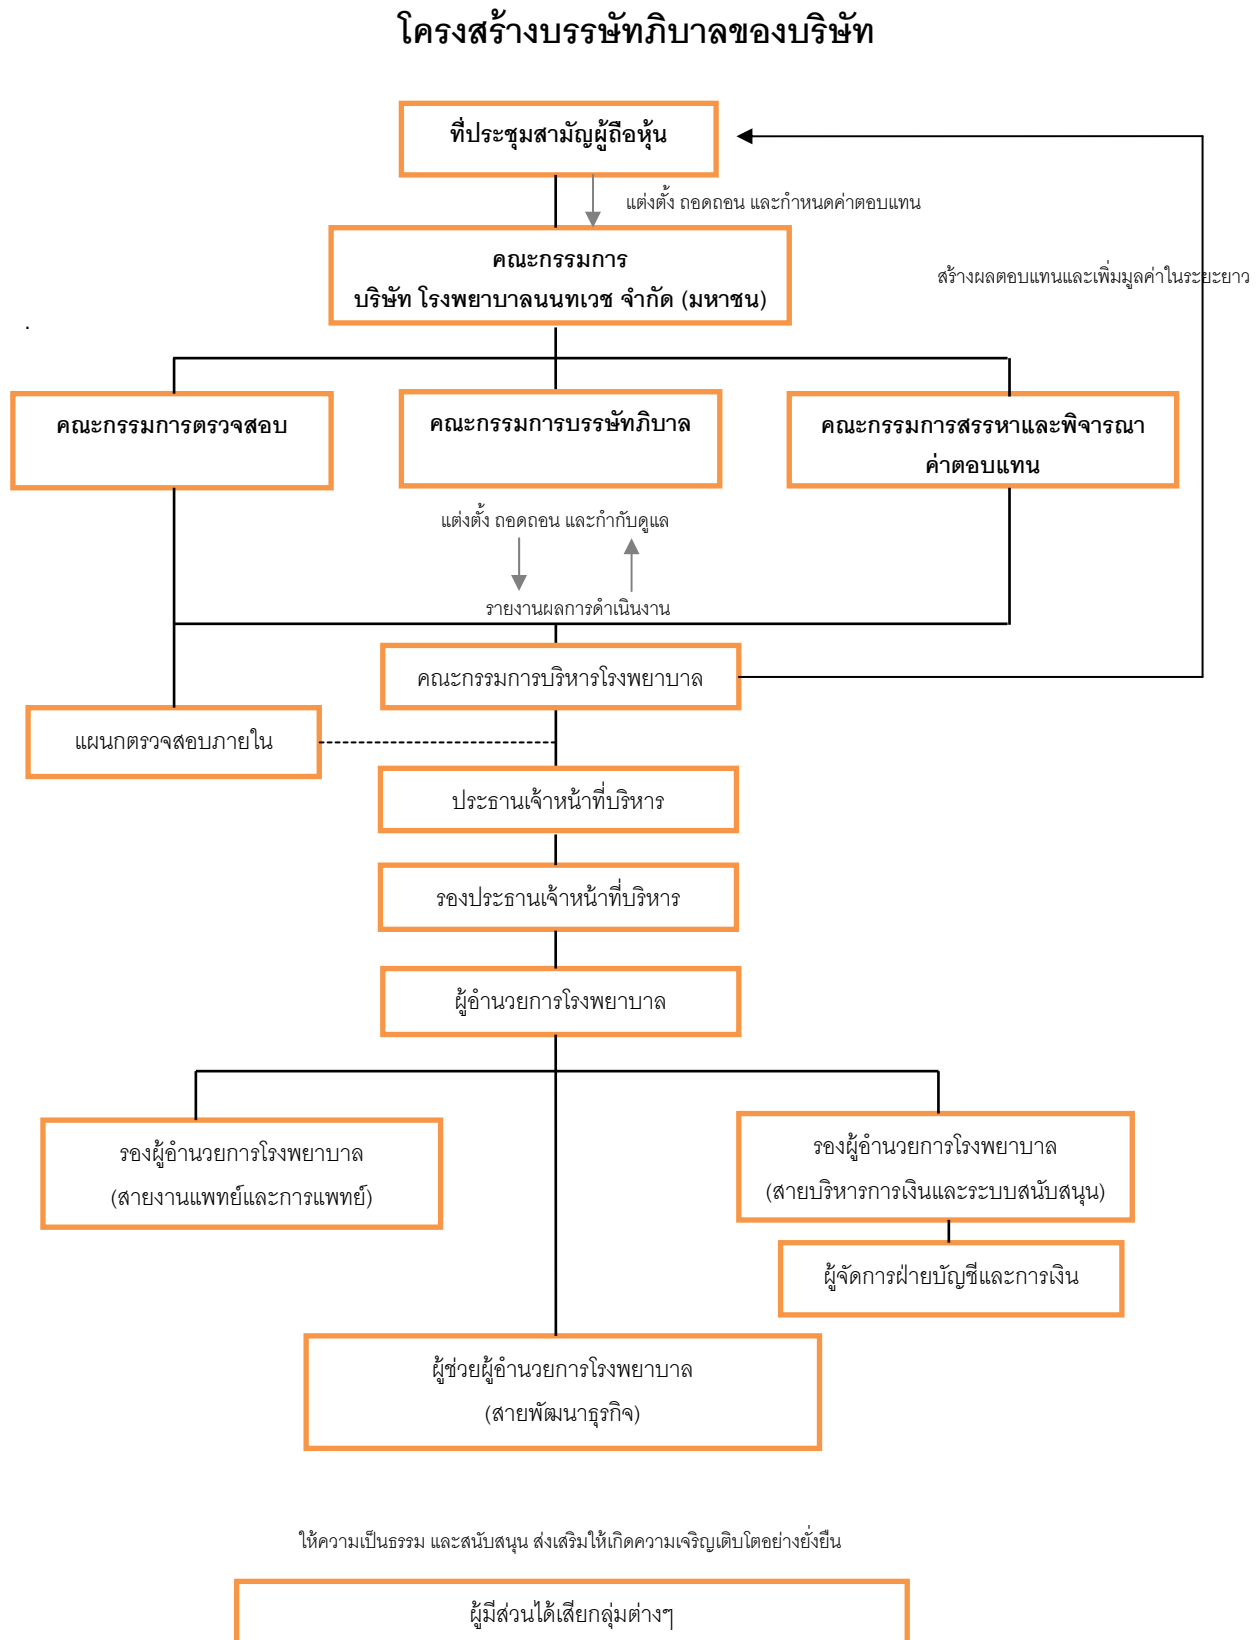 โครงสร้างบรรษัทภิบาลของบริษัท
ที่ประชุมสามัญผู้ถือหุ้น
แต่งตั้ง ถอดถอน และกำหนดค่าตอบแทน
คณะกรรมการ
บริษัท โรงพยาบาลนนทเวช จำกัด (มหาชน)
สร้างผลตอบแทนและเพิ่มมูลค่าในระยะยาว
.
คณะกรรมการตรวจสอบ
คณะกรรมการบรรษัทภิบาล
คณะกรรมการสรรหาและพิจารณา
ค่าตอบแทน
แต่งตั้ง ถอดถอน และกำกับดูแล
รายงานผลการดำเนินงาน
คณะกรรมการบริหารโรงพยาบาล
แผนกตรวจสอบภายใน
ประธานเจ้าหน้าที่บริหาร
รองประธานเจ้าหน้าที่บริหาร
ผู้อำนวยการโรงพยาบาล
รองผู้อำนวยการโรงพยาบาล
(สายงานแพทย์และการแพทย์)
รองผู้อำนวยการโรงพยาบาล
(สายบริหารการเงินและระบบสนับสนุน)
ผู้จัดการฝ่ายบัญชีและการเงิน
ผู้ช่วยผู้อำนวยการโรงพยาบาล
(สายพัฒนาธุรกิจ)
ให้ความเป็นธรรม และสนับสนุน ส่งเสริมให้เกิดความเจริญเติบโตอย่างยั่งยืน
ผู้มีส่วนได้เสียกลุ่มต่างๆ